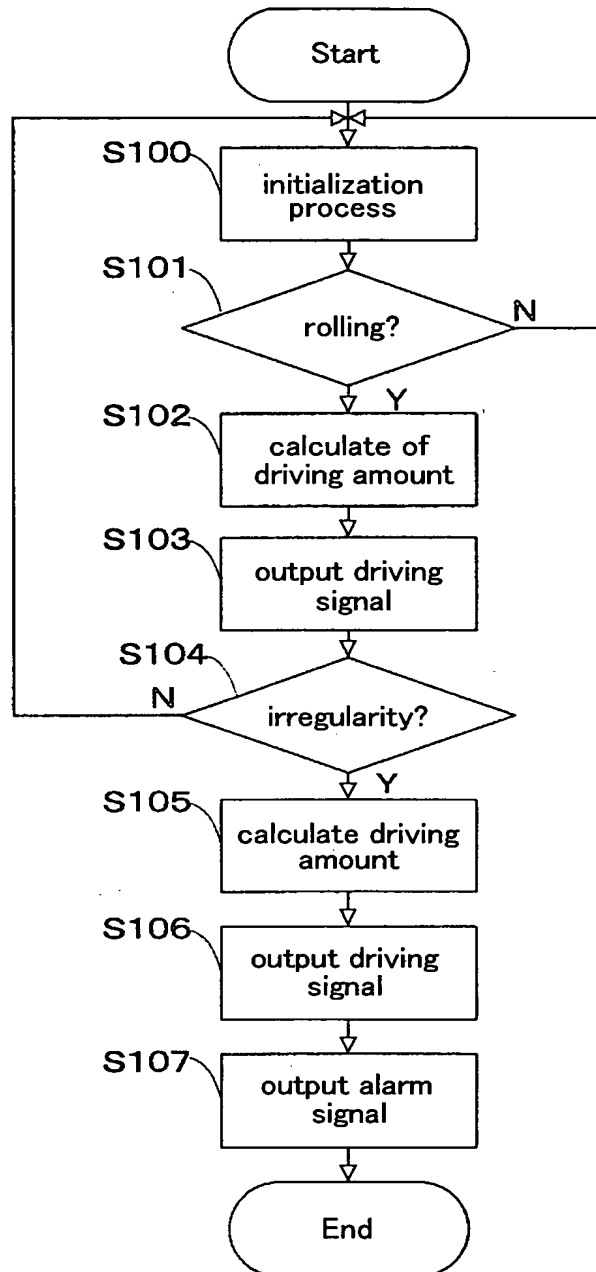 Start
S100
initialization
process
S101
rolling?
N
Y
S102
calculate of
driving amount
S103
output driving
signal
S104
N
irregularity?
Y
S105
calculate driving
amount
S106
output driving
signal
S107
output alarm
signal
End